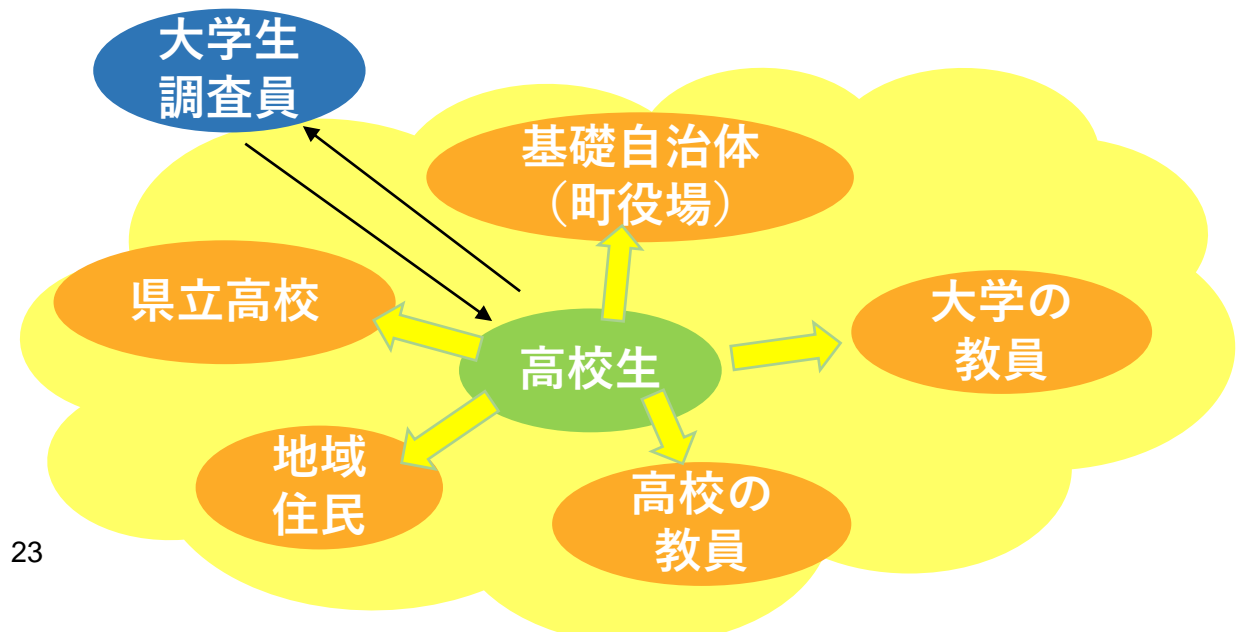 大学生
調査員
基礎自治体
（町役場）
県立高校
大学の
教員
高校生
地域
住民
高校の
教員
23